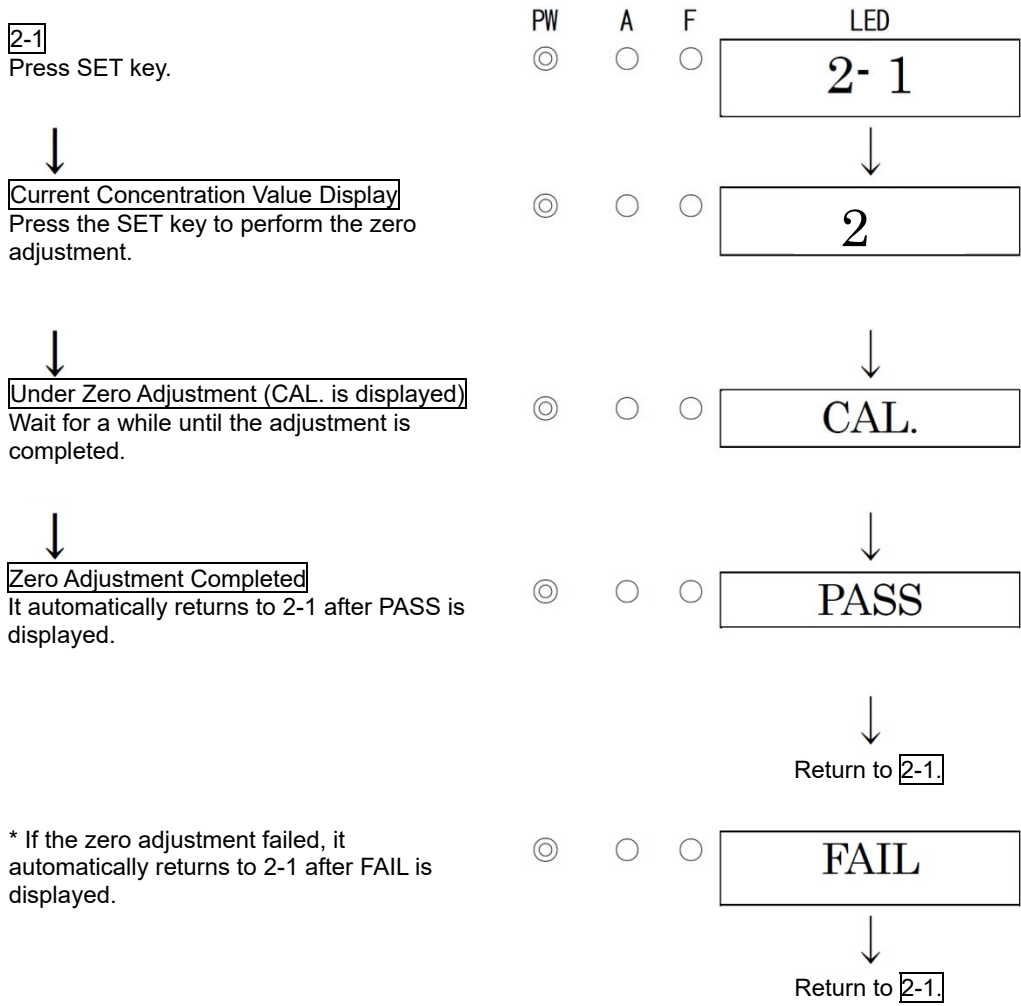 PW A F LED
2-1
Press SET key.
2- 1
Current Concentration Value Display
Press the SET key to perform the zero
adjustment.
2
Under Zero Adjustment (CAL. is displayed)
Wait for a while until the adjustment is
completed.
CAL.
Zero Adjustment Completed
It automatically returns to 2-1 after PASS is
displayed.
PASS
Return to 2-1.
* If the zero adjustment failed, it
automatically returns to 2-1 after FAIL is
displayed.
FAIL
Return to 2-1.